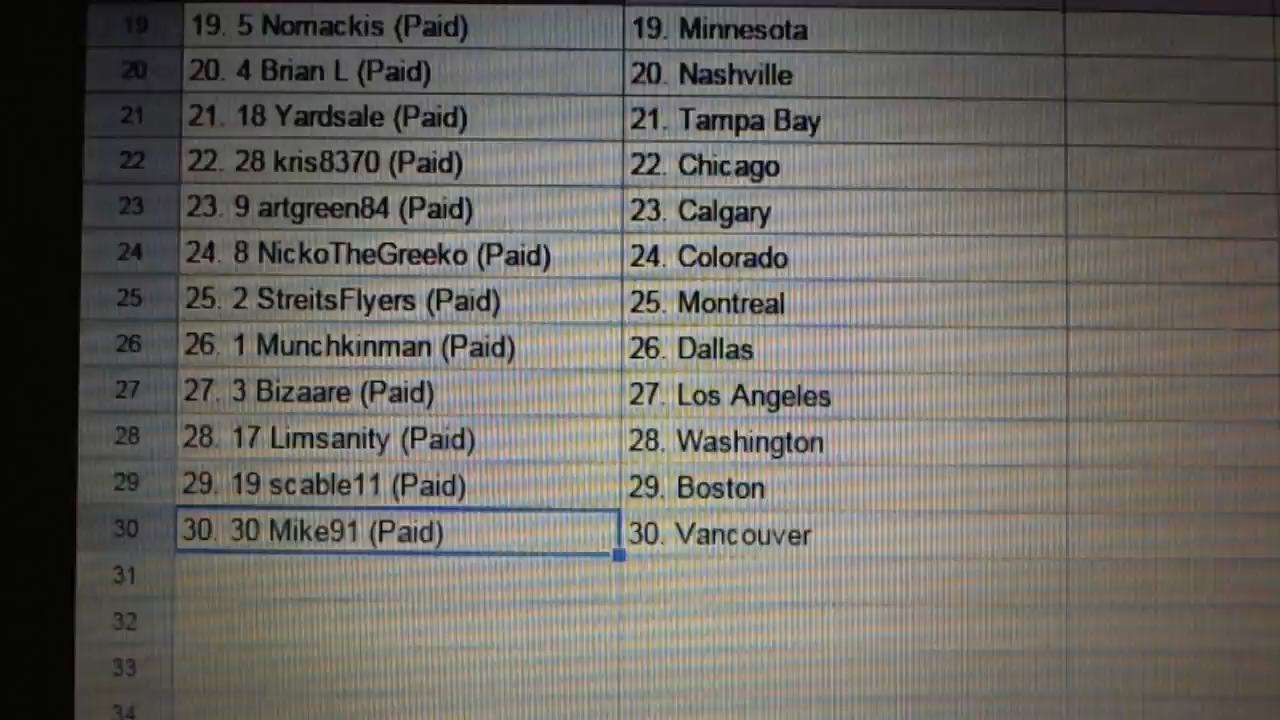 19 19. 5 Nomackis (Paid) 19. Minnesota
20 20. 4 Brian L (Paid) 20. Nashville
21 21. 18 Yardsale (Paid) 21. Tampa Bay
22 22. 28 kris8370 (Paid) 22. Chicago
23 23. 9 artgreen84 (Paid) 23. Calgary
24 24. 8 NickoTheGreeko (Paid) 24. Colorado
25 25. 2 StreitsFlyers (Paid) 25. Montreal
26 26. 1 Munchkinman (Paid) 26. Dallas
27 27. 3 Bizaare (Paid) 27. Los Angeles
28 28. 17 Limsanity (Paid) 28. Washington
29 29. 19 scable11 (Paid) 29. Boston
30 30. 30 Mike91 (Paid) 30. Vancouver
31
32
33
34